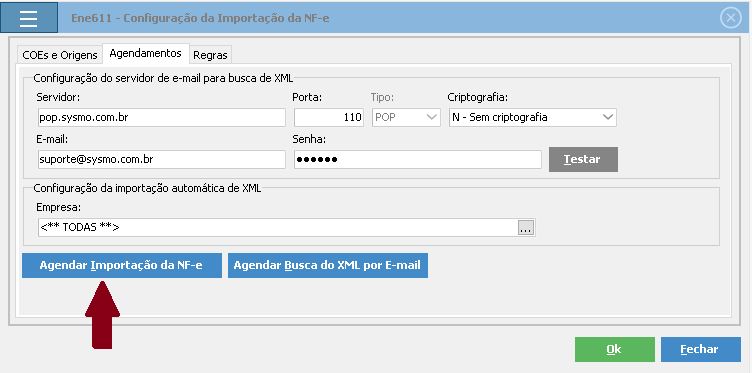 Ene611 - Configuração da Importação da NF-e
COEs e Origens Agendamentos Regras
Configuração do servidor de e-mail para busca de XML
Servidor: Porta: Tipo: Criptografia:
pop.sysmo.com.br 110 POP N - Sem criptografia
E-mail: Senha:
suporte@sysmo.com.br ●●●●●● Testar
Configuração da importação automática de XML
Empresa:
<** TODAS **> ...
Agendar Importação da NF-e Agendar Busca do XML por E-mail
Ok Fechar